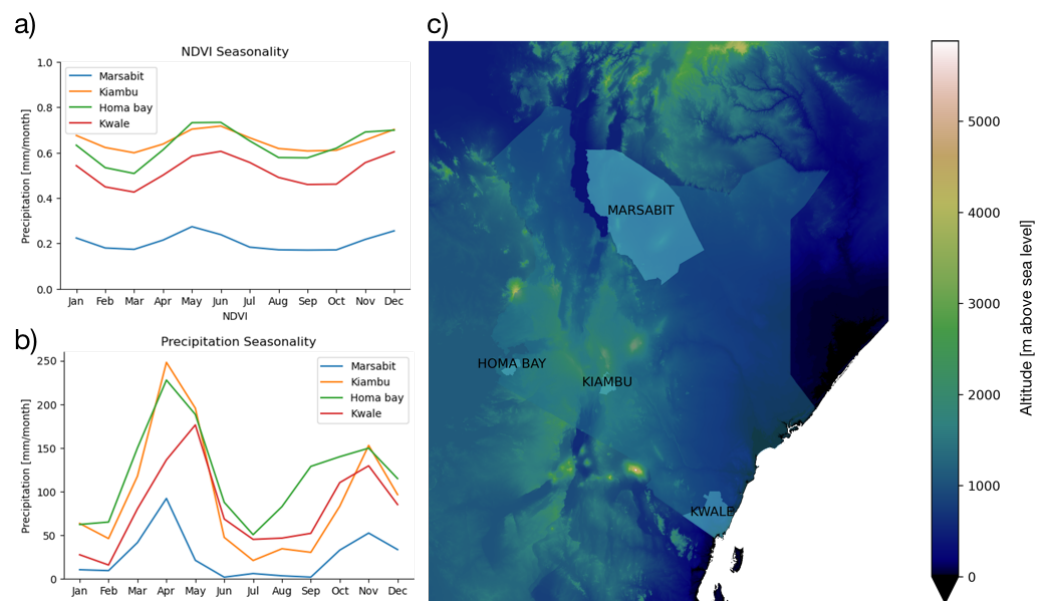 a)
NDVI Seasonality
Precipitation [mm/month]
1.0
0.8
0.6
0.4
0.2
0.0
Marsabit
Kiambu
Homa bay
Kwale
Jan Feb Mar Apr May Jun Jul Aug Sep Oct Nov Dec
NDVI
b)
Precipitation Seasonality
Precipitation [mm/month]
250
200
150
100
50
0
Marsabit
Kiambu
Homa bay
Kwale
Jan Feb Mar Apr May Jun Jul Aug Sep Oct Nov Dec
c)
MARSABIT
HOMA BAY
KIAMBU
KWALE
5000
4000
3000
2000
1000
0
Altitude [m above sea level]